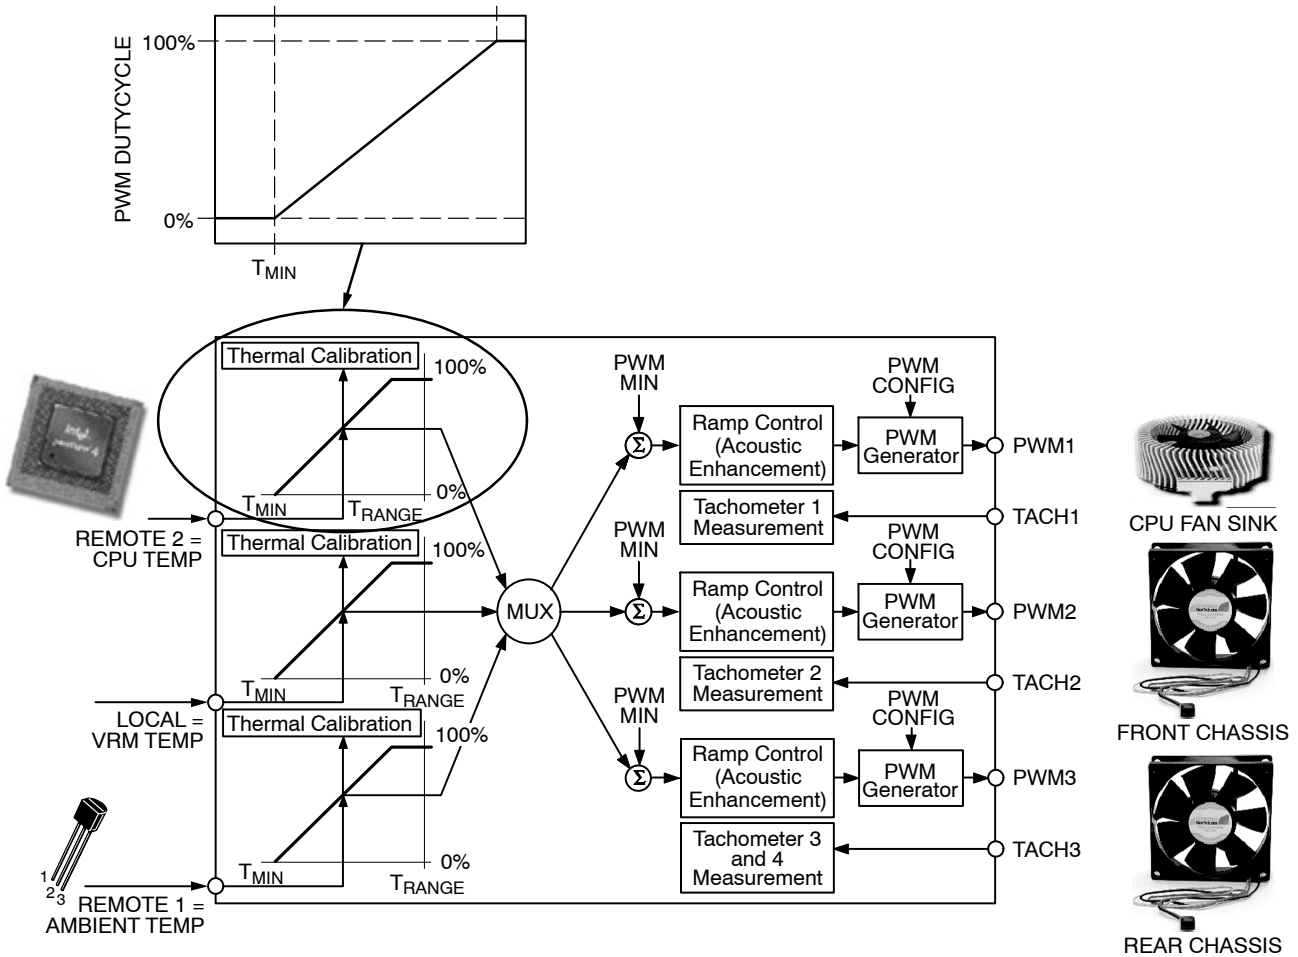 100%
PWM DUTYCYCLE
0%
TMIN
Thermal Calibration
100%
0%
TMIN
TRANGE
REMOTE 2 =
CPU TEMP
Thermal Calibration
100%
0%
TMIN
TRANGE
LOCAL =
VRM TEMP
Thermal Calibration
100%
0%
TMIN
TRANGE
1
2
3
REMOTE 1 =
AMBIENT TEMP
MUX
PWM
MIN
Σ
Ramp Control
(Acoustic
Enhancement)
PWM
CONFIG
PWM
Generator
PWM1
Tachometer 1
Measurement
TACH1
CPU FAN SINK
PWM
MIN
Σ
Ramp Control
(Acoustic
Enhancement)
PWM
CONFIG
PWM
Generator
PWM2
Tachometer 2
Measurement
TACH2
FRONT CHASSIS
PWM
MIN
Σ
Ramp Control
(Acoustic
Enhancement)
PWM
CONFIG
PWM
Generator
PWM3
Tachometer 3
and 4
Measurement
TACH3
REAR CHASSIS
intel
pentium 4